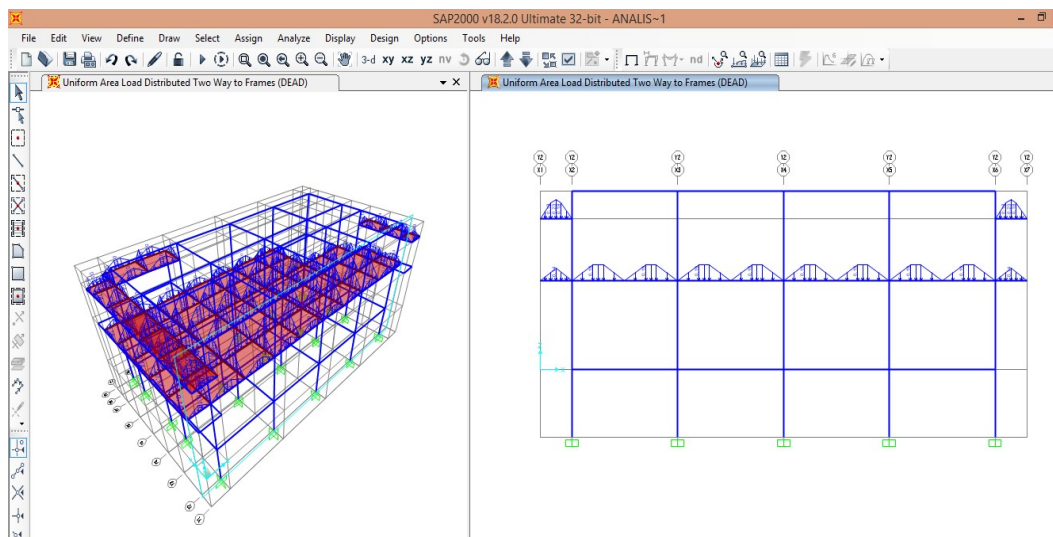 SAP2000 v18.2.0 Ultimate 32-bit - ANALIS~1
File Edit View Define Draw Select Assign Analyze Display Design Options Tools Help
3-d xy xz yz nv nd
Uniform Area Load Distributed Two Way to Frames (DEAD)
Uniform Area Load Distributed Two Way to Frames (DEAD)
Y2 Y2 Y2 Y2 Y2 Y2 Y2
X1 X2 X3 X4 X5 X6 X7